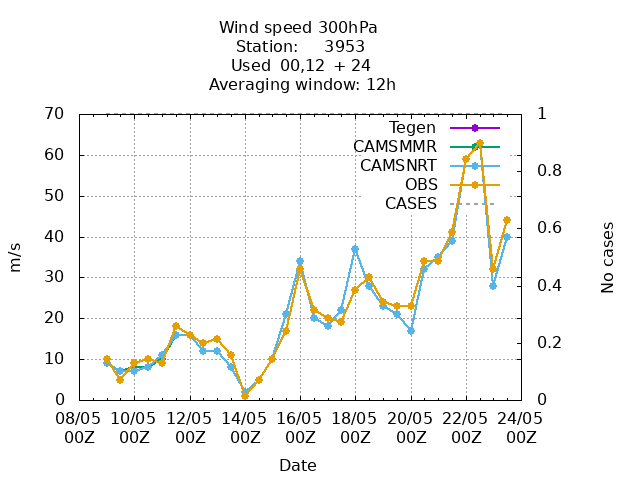 Wind speed 300hPa
Station: 3953
Used 00,12 + 24
Averaging window: 12h
70 1
Tegen
CAMSMMR
CAMSNRT
OBS
CASES
60 0.8
50
40 0.6
30 0.4
20 0.2
10
0 0
m/s
No cases
08/05 10/05 12/05 14/05 16/05 18/05 20/05 22/05 24/05
00Z 00Z 00Z 00Z 00Z 00Z 00Z 00Z 00Z
Date